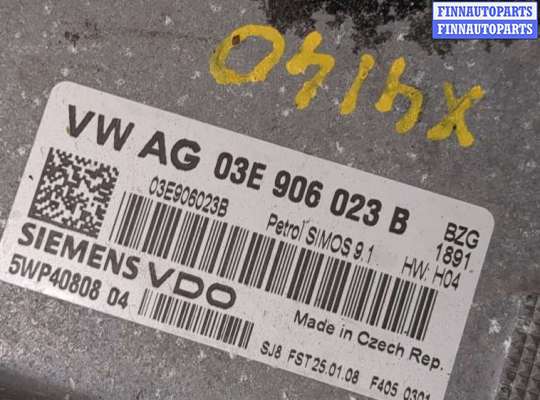 FINNAUTOPARTS
FINNAUTOPARTS
X4140
VW AG 03E 906 023 B
03E906023B
Petrol SIMOS 9.1
BZG
1891
HW: H04
SIEMENS VDO
5WP40808 04
Made in Czech Rep.
SJ8 FST 25.01.08 F405 0301